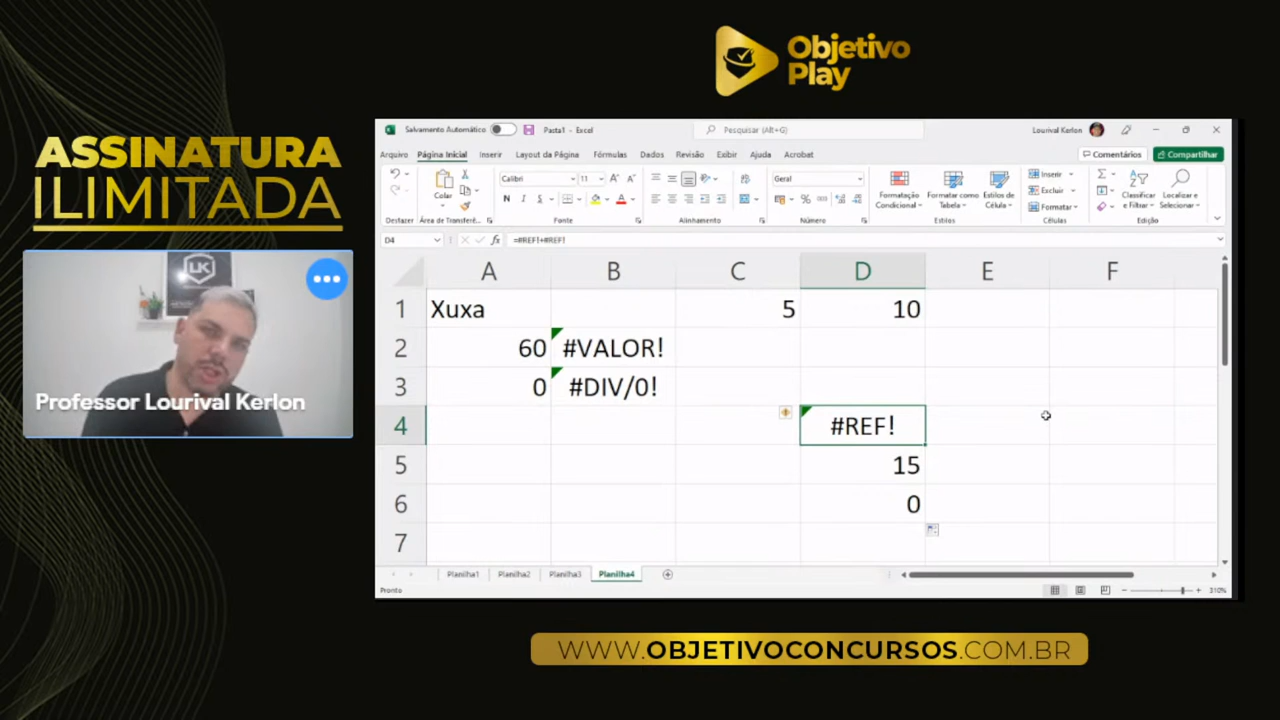 Objetivo
Play
ASSINATURA
ILIMITADA
LK
Professor Lourival Kerlon
Salvamento Automático
Pasta1 - Excel
Pesquisar (Alt+G)
Lourival Kerlon
Arquivo Página Inicial Inserir Layout da Página Fórmulas Dados Revisão Exibir Ajuda Acrobat
Comentários Compartilhar
Colar
Calibri 11
N I S
Geral
Formatação Condicional
Formatar como Tabela
Estilos de Célula
Inserir
Excluir
Formatar
Classificar e Filtrar
Localizar e Selecionar
Desfazer Área de Transferê... Fonte Alinhamento Número Estilos Células Edição
D4 fx =#REF!+#REF!
A B C D E F
1 Xuxa 5 10
2 60 #VALOR!
3 0 #DIV/0!
4 #REF!
5 15
6 0
7
Planilha1 Planilha2 Planilha3 Planilha4
Pronto
310%
WWW.OBJETIVOCONCURSOS.COM.BR